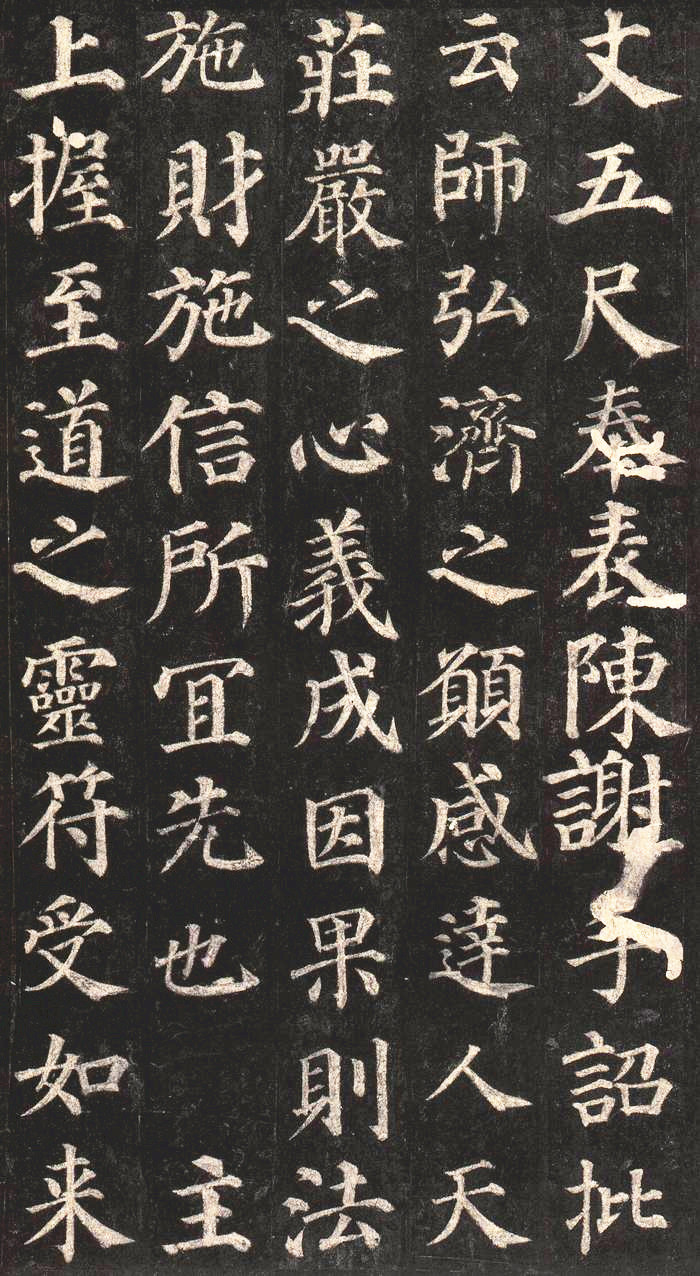 丈五尺奉表陳謝手詔批
云師弘濟之願感達人天
莊嚴之心義成因果則法
施財施信所宜先也 主
上握至道之靈符受如来